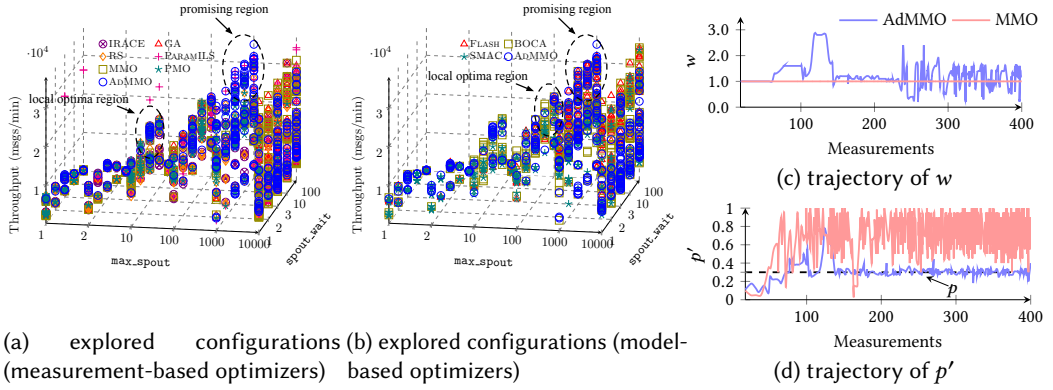 promising region
·10⁴
IRACE GA
RS PARAMILS
MMO PMO
ADMMO
local optima region
Throughput (msgs/min)
3
2
1
1 2 10 100 1000 10000
max_spout
1 2 3 10 100
spout_wait
(a) explored configurations
(measurement-based optimizers)
promising region
·10⁴
FLASH BOCA
SMAC ADMMO
local optima region
Throughput (msgs/min)
3
2
1
1 2 10 100 1000 10000
max_spout
1 2 3 10 100
spout_wait
(b) explored configurations (model-
based optimizers)
AdMMO MMO
w
3.0
2.0
1.0
0.0
100 200 300 400
Measurements
(c) trajectory of w
p′
1
0.8
0.6
0.4
0.2
0
p
100 200 300 400
Measurements
(d) trajectory of p′